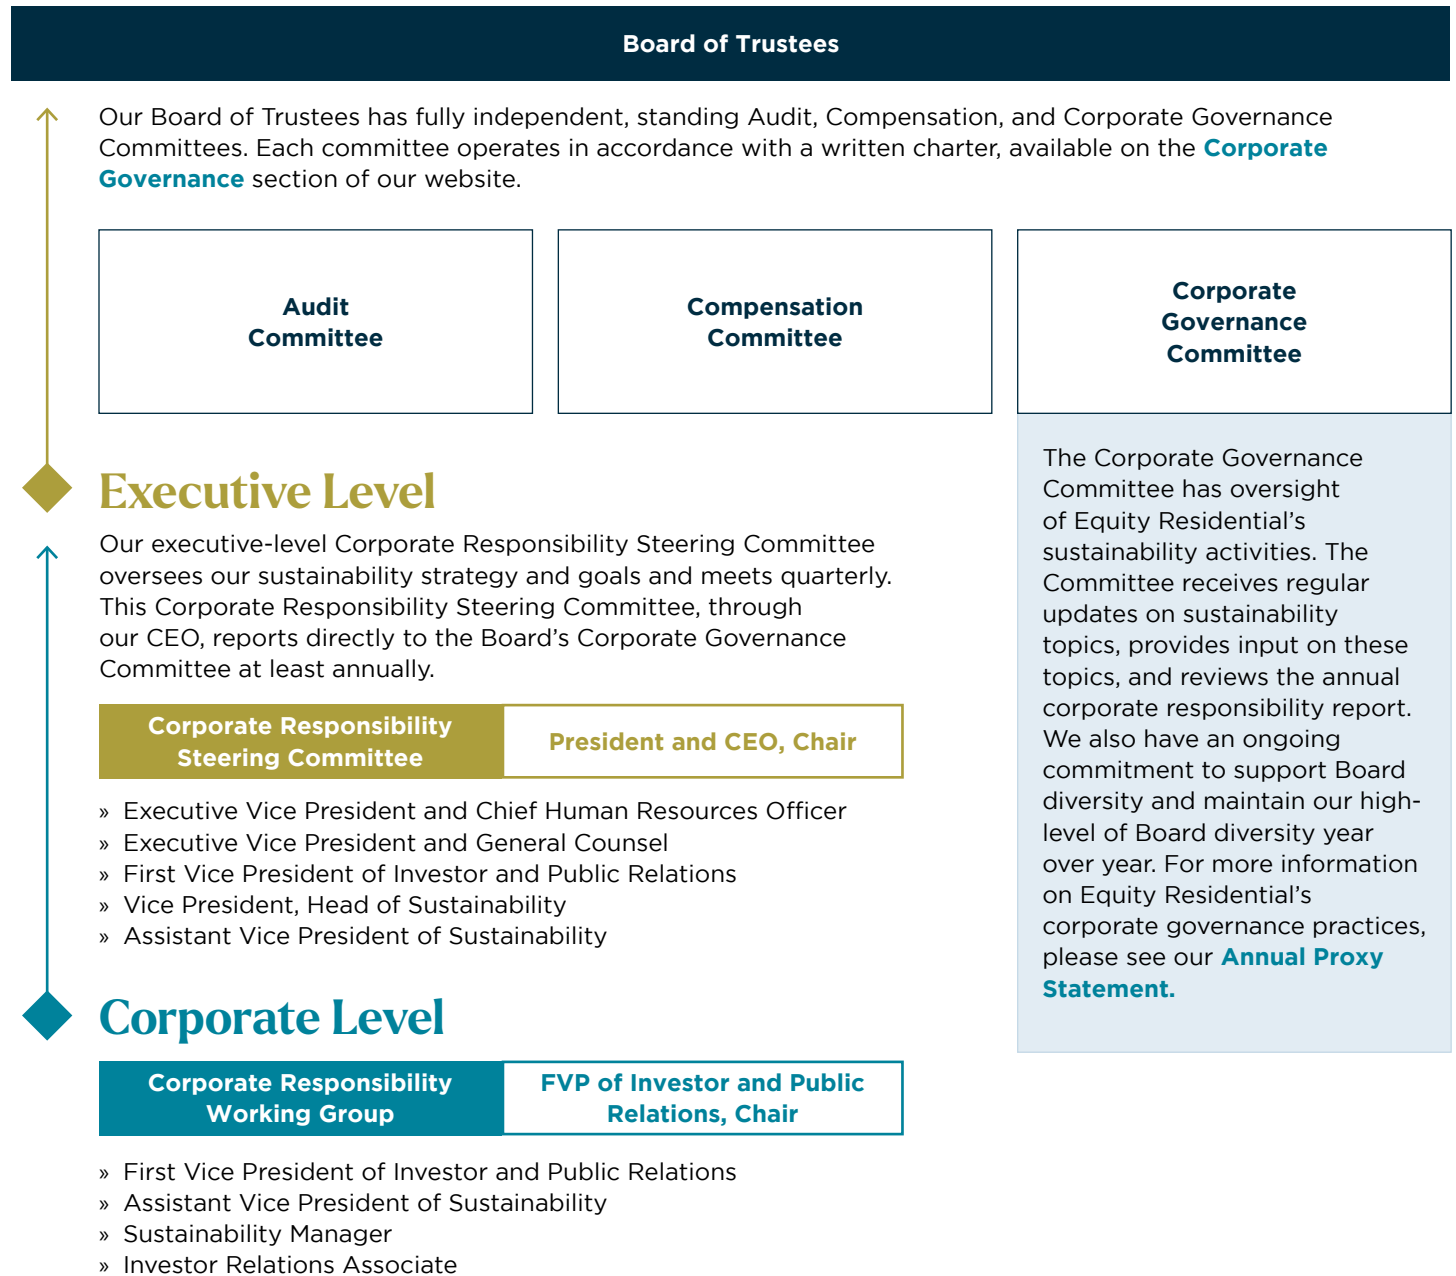 Board of Trustees
Our Board of Trustees has fully independent, standing Audit, Compensation, and Corporate Governance
Committees. Each committee operates in accordance with a written charter, available on the Corporate
Governance section of our website.
Audit
Committee
Compensation
Committee
Corporate
Governance
Committee
The Corporate Governance
Committee has oversight
of Equity Residential’s
sustainability activities. The
Committee receives regular
updates on sustainability
topics, provides input on these
topics, and reviews the annual
corporate responsibility report.
We also have an ongoing
commitment to support Board
diversity and maintain our high-
level of Board diversity year
over year. For more information
on Equity Residential’s
corporate governance practices,
please see our Annual Proxy
Statement.
Executive Level
Our executive-level Corporate Responsibility Steering Committee
oversees our sustainability strategy and goals and meets quarterly.
This Corporate Responsibility Steering Committee, through
our CEO, reports directly to the Board’s Corporate Governance
Committee at least annually.
Corporate Responsibility
Steering Committee
President and CEO, Chair
» Executive Vice President and Chief Human Resources Officer
» Executive Vice President and General Counsel
» First Vice President of Investor and Public Relations
» Vice President, Head of Sustainability
» Assistant Vice President of Sustainability
Corporate Level
Corporate Responsibility
Working Group
FVP of Investor and Public
Relations, Chair
» First Vice President of Investor and Public Relations
» Assistant Vice President of Sustainability
» Sustainability Manager
» Investor Relations Associate